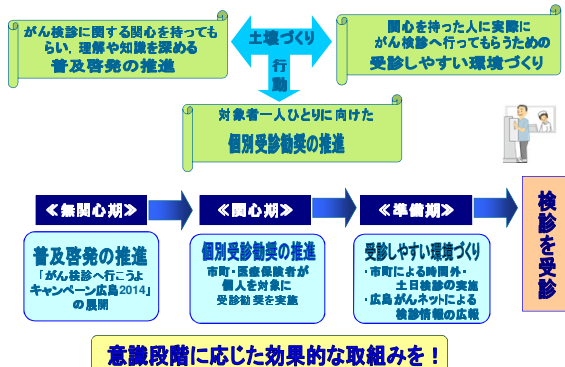 がん検診に関する関心を持っても
らい，理解や知識を深める
普及啓発の推進
土壌づくり
行
動
関心を持った人に実際に
がん検診へ行ってもらうための
受診しやすい環境づくり
対象者一人ひとりに向けた
個別受診勧奨の推進
≪無関心期≫
≪関心期≫
≪準備期≫
検診を受診
普及啓発の推進
「がん検診へ行こうよ
キャンペーン広島2014」
の展開
個別受診勧奨の推進
市町・医療保険者が
個人を対象に
受診勧奨を実施
受診しやすい環境づくり
・市町による時間外・
土日検診の実施
・広島がんネットによる
検診情報の広報
意識段階に応じた効果的な取組みを！